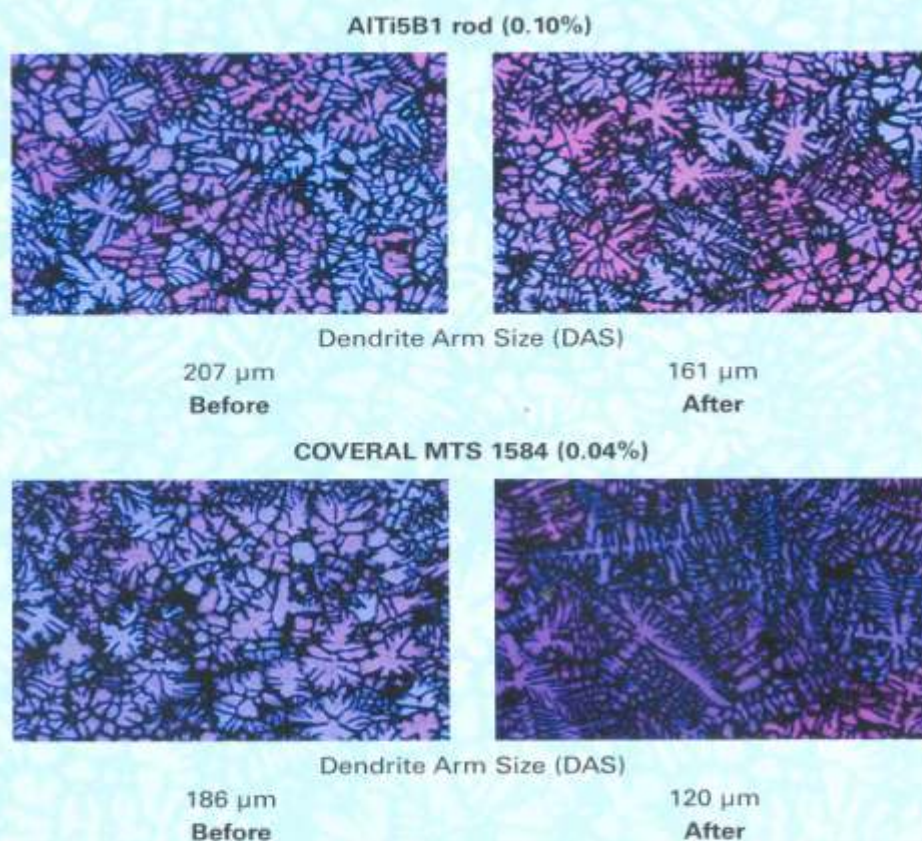 AlTi5B1 rod (0.10%)
Dendrite Arm Size (DAS)
207 µm 161 µm
Before After
COVERAL MTS 1584 (0.04%)
Dendrite Arm Size (DAS)
186 µm 120 µm
Before After